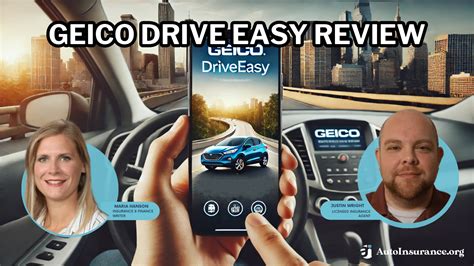 GEICO DRIVE EASY REVIEW
GEICO.
DriveEasy
GEICO
MARIA HANSON
INSURANCE & FINANCE
WRITER
JUSTIN WRIGHT
LICENSED INSURANCE
AGENT
AutoInsurance.org